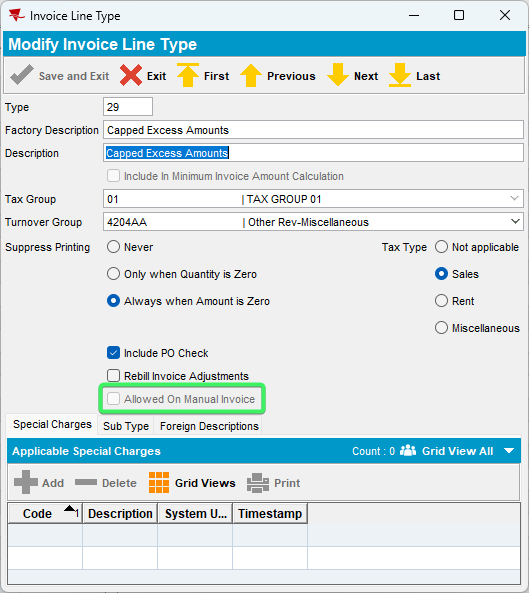 Invoice Line Type
Modify Invoice Line Type
Save and Exit Exit First Previous Next Last
Type 29
Factory Description Capped Excess Amounts
Description Capped Excess Amounts
Include In Minimum Invoice Amount Calculation
Tax Group 01 | TAX GROUP 01
Turnover Group 4204AA | Other Rev-Miscellaneous
Suppress Printing Never Tax Type Not applicable
Only when Quantity is Zero Sales
Always when Amount is Zero Rent
Miscellaneous
Include PO Check
Rebill Invoice Adjustments
Allowed On Manual Invoice
Special Charges Sub Type Foreign Descriptions
Applicable Special Charges Count : 0 Grid View All
Add Delete Grid Views Print
Code 1 Description System U... Timestamp